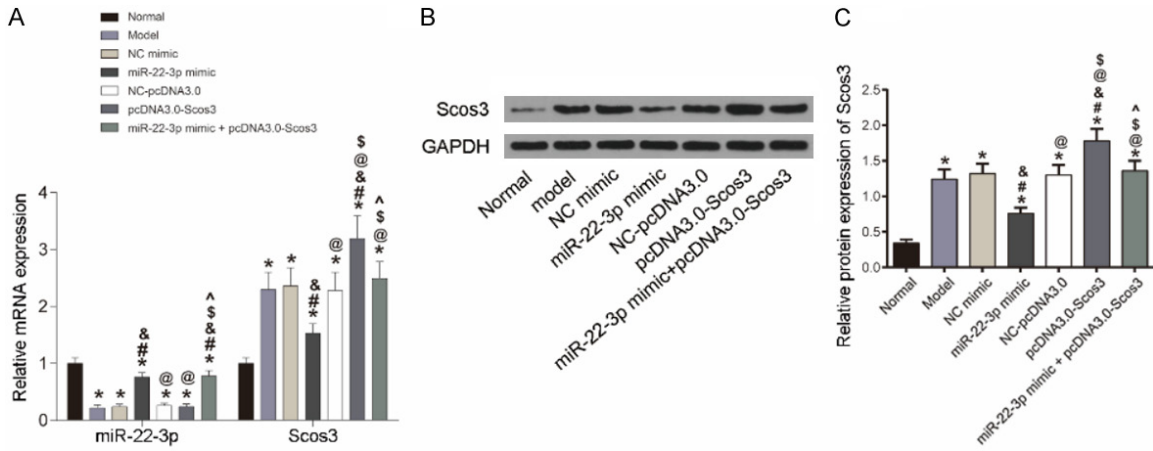 A
Normal
Model
NC mimic
miR-22-3p mimic
NC-pcDNA3.0
pcDNA3.0-Scos3
miR-22-3p mimic + pcDNA3.0-Scos3
Relative mRNA expression
4
3
2
1
0
*
*
&
#
*
@
*
@
*
^
$
&
#
*
*
*
&
#
*
@
*
$
@
&
#
*
^
$
@
*
miR-22-3p
Scos3
B
Scos3
GAPDH
Normal
model
NC mimic
miR-22-3p mimic
NC-pcDNA3.0
pcDNA3.0-Scos3
miR-22-3p mimic+pcDNA3.0-Scos3
C
Relative protein expression of Scos3
2.5
2.0
1.5
1.0
0.5
0.0
*
*
&
#
*
@
*
$
@
&
#
*
^
$
@
*
Normal
Model
NC mimic
miR-22-3p mimic
NC-pcDNA3.0
pcDNA3.0-Scos3
miR-22-3p mimic + pcDNA3.0-Scos3